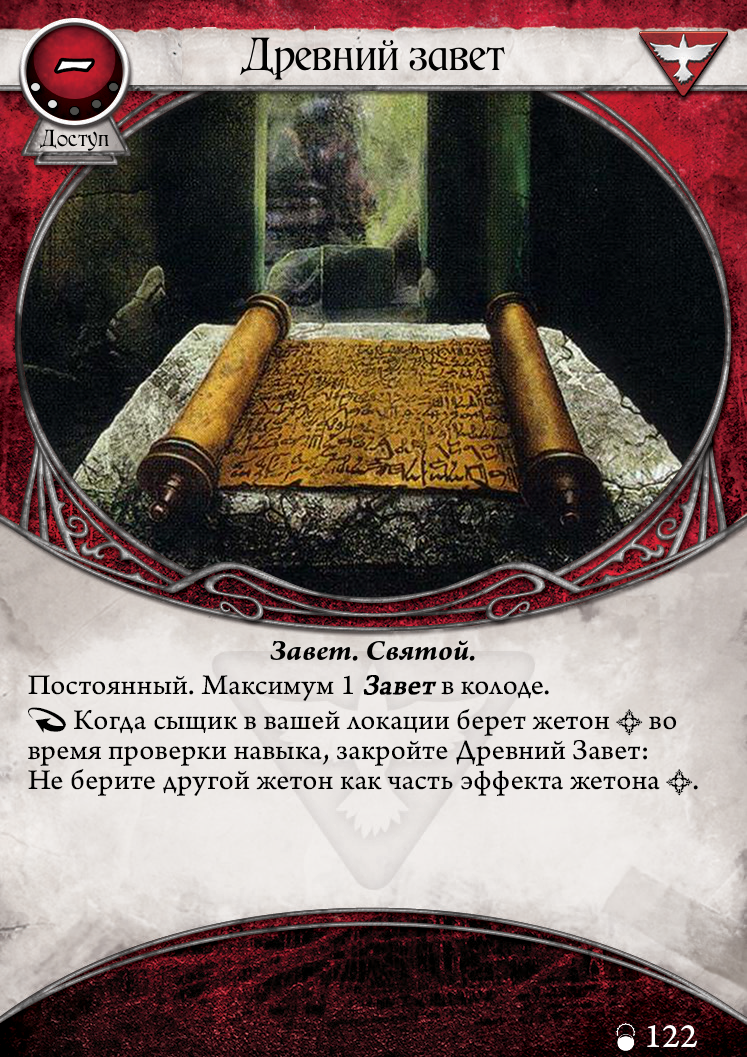 –
Древний завет
Доступ
Завет. Святой.
Постоянный. Максимум 1 Завет в колоде.
Когда сыщик в вашей локации берет жетон во
время проверки навыка, закройте Древний Завет:
Не берите другой жетон как часть эффекта жетона .
122